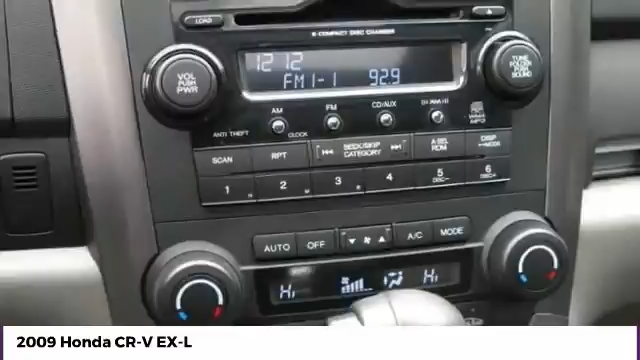 6-COMPACT DISC CHANGER
LOAD
12 12
FM1-1 92.9
VOL
PUSH
PWR
TUNE
FOLDER
PUSH
SOUND
AM
FM
CD/AUX
ANTI THEFT
CLOCK
SCAN
RPT
SEEK/SKIP
CATEGORY
A.SEL
RDM
DISP
MODE
1
2
3
4
5
DISC-
6
DISC+
AUTO
OFF
A/C
MODE
Hi
Hi
2009 Honda CR-V EX-L